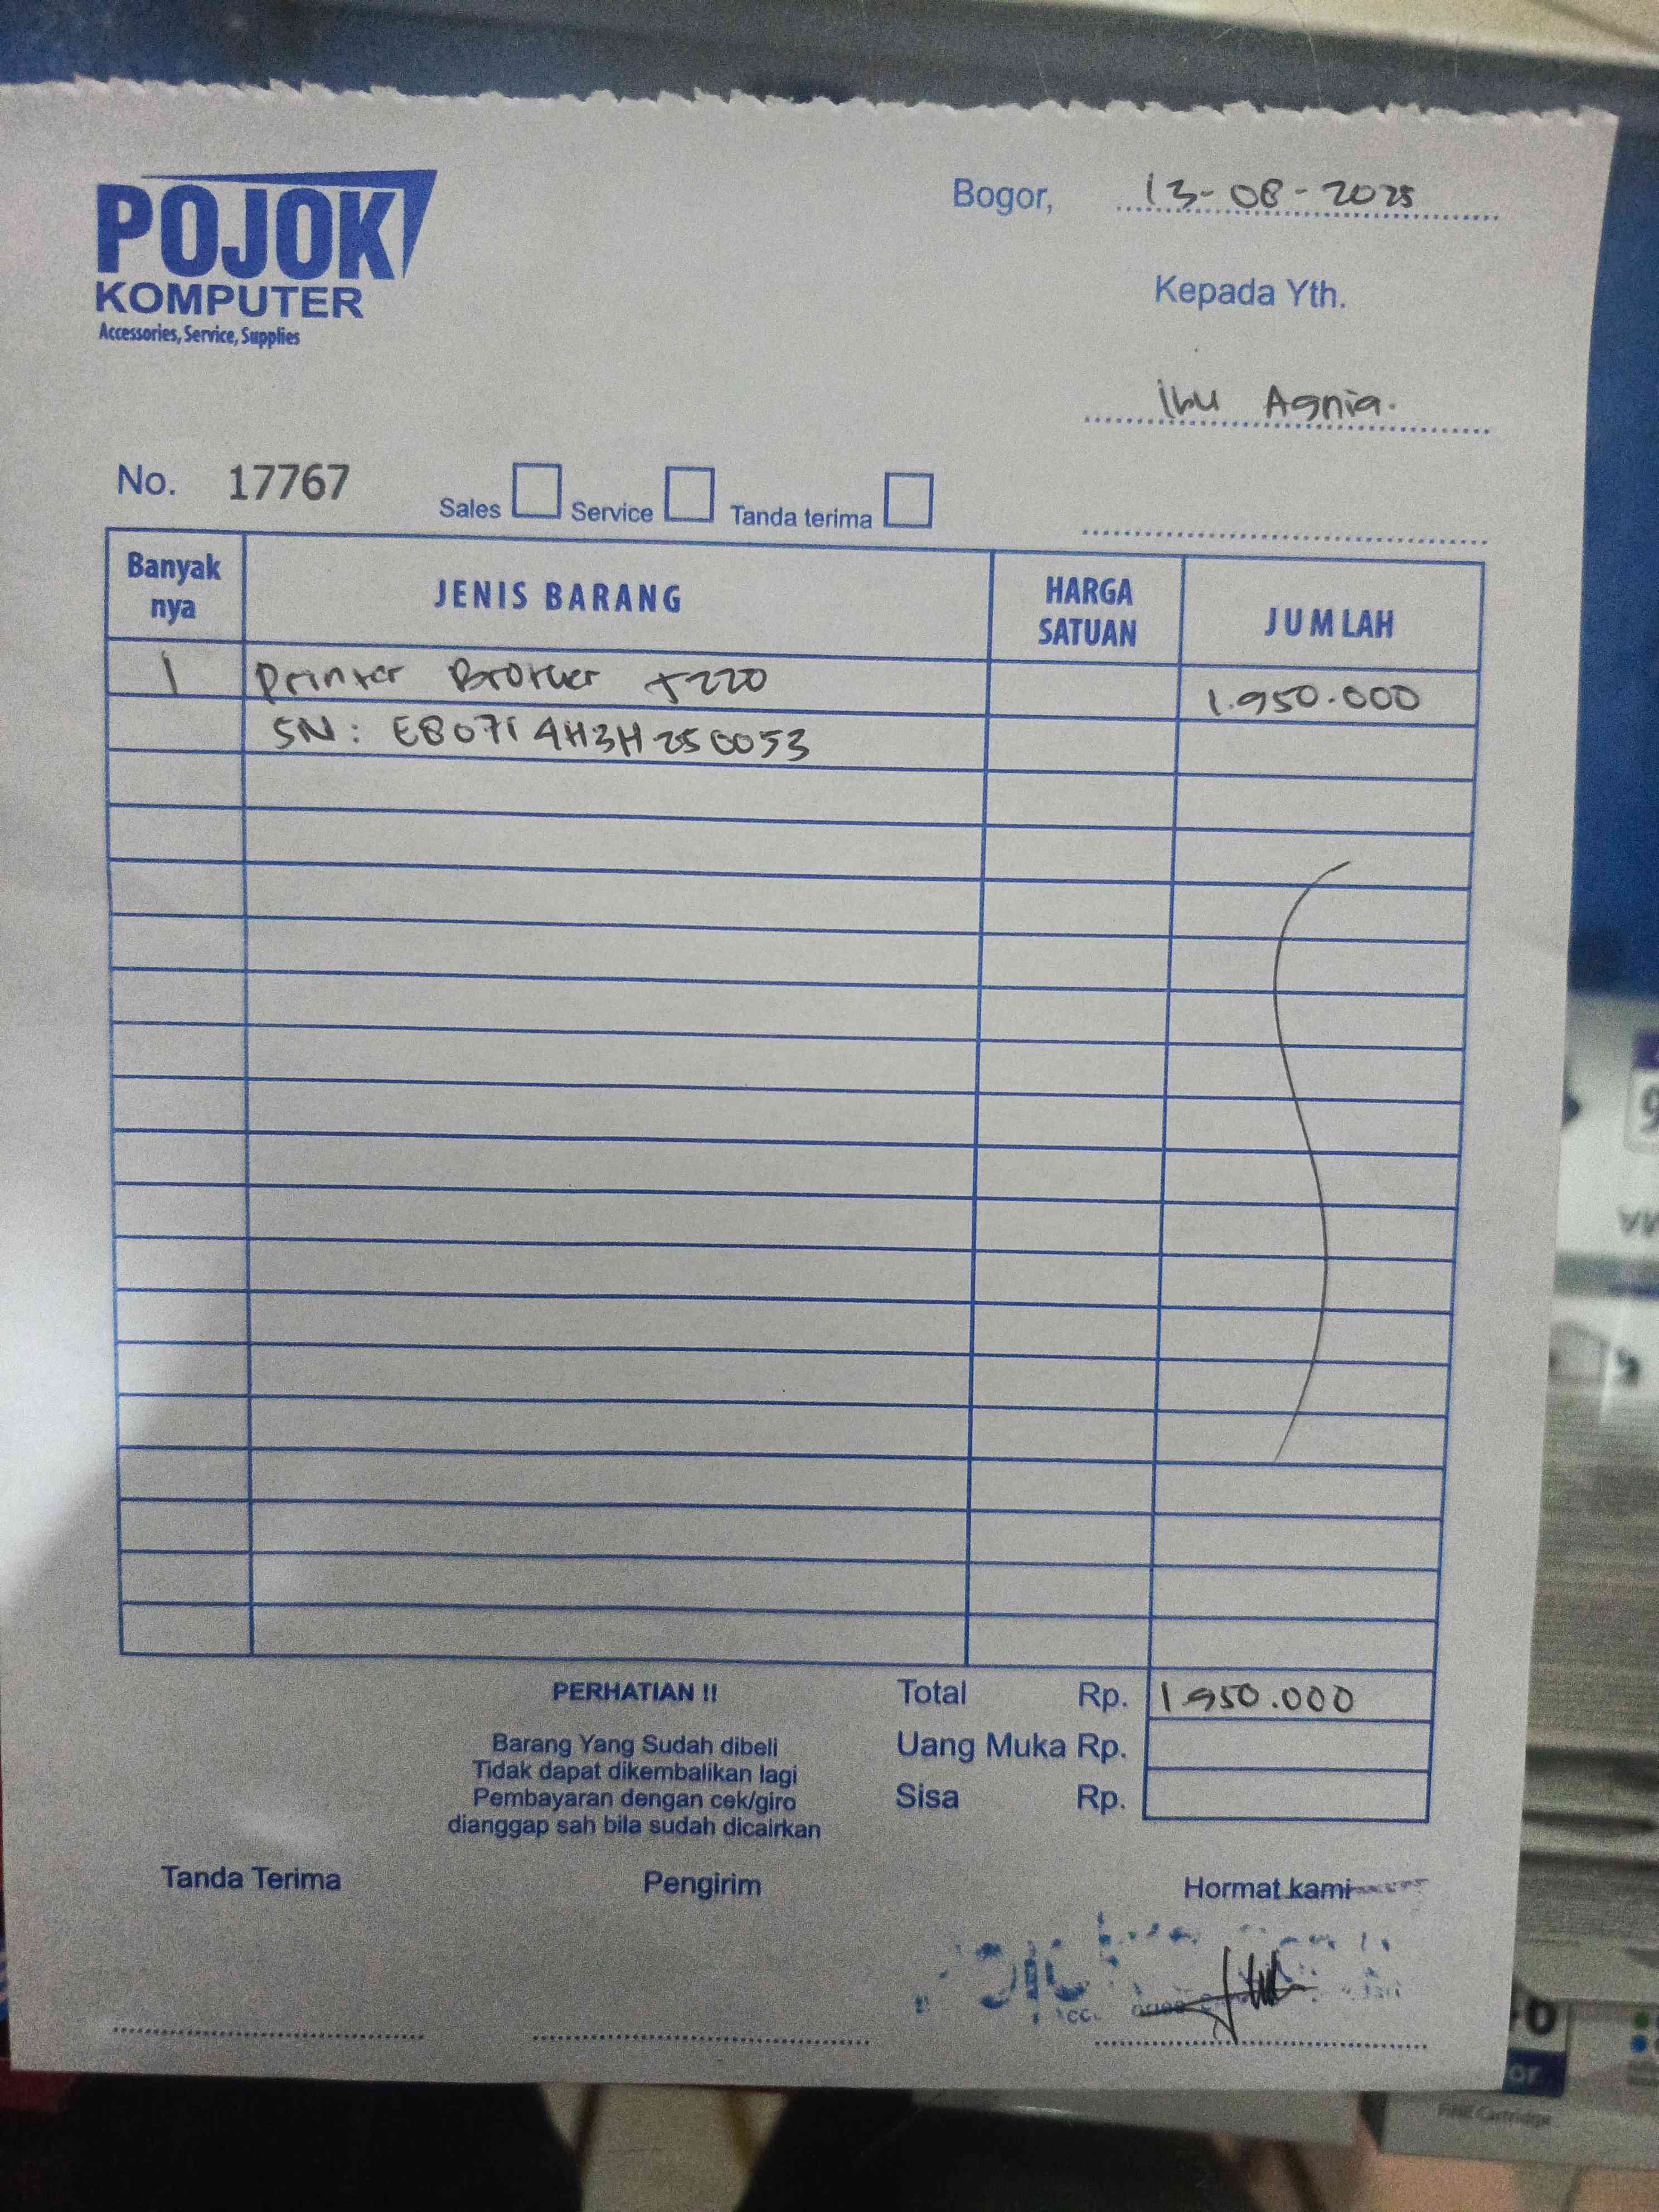 POJOK
KOMPUTER
Accessories, Service, Supplies
Bogor, 13-08-2025
Kepada Yth.
Ibu Agnia.
No. 17767
Sales Service Tanda terima
Banyak nya JENIS BARANG HARGA SATUAN JUMLAH
1 Printer Brother T220 1.950.000
SN: E80714H3H250053
PERHATIAN !!
Barang Yang Sudah dibeli
Tidak dapat dikembalikan lagi
Pembayaran dengan cek/giro
dianggap sah bila sudah dicairkan
Total Rp. 1.950.000
Uang Muka Rp.
Sisa Rp.
Tanda Terima Pengirim Hormat kami